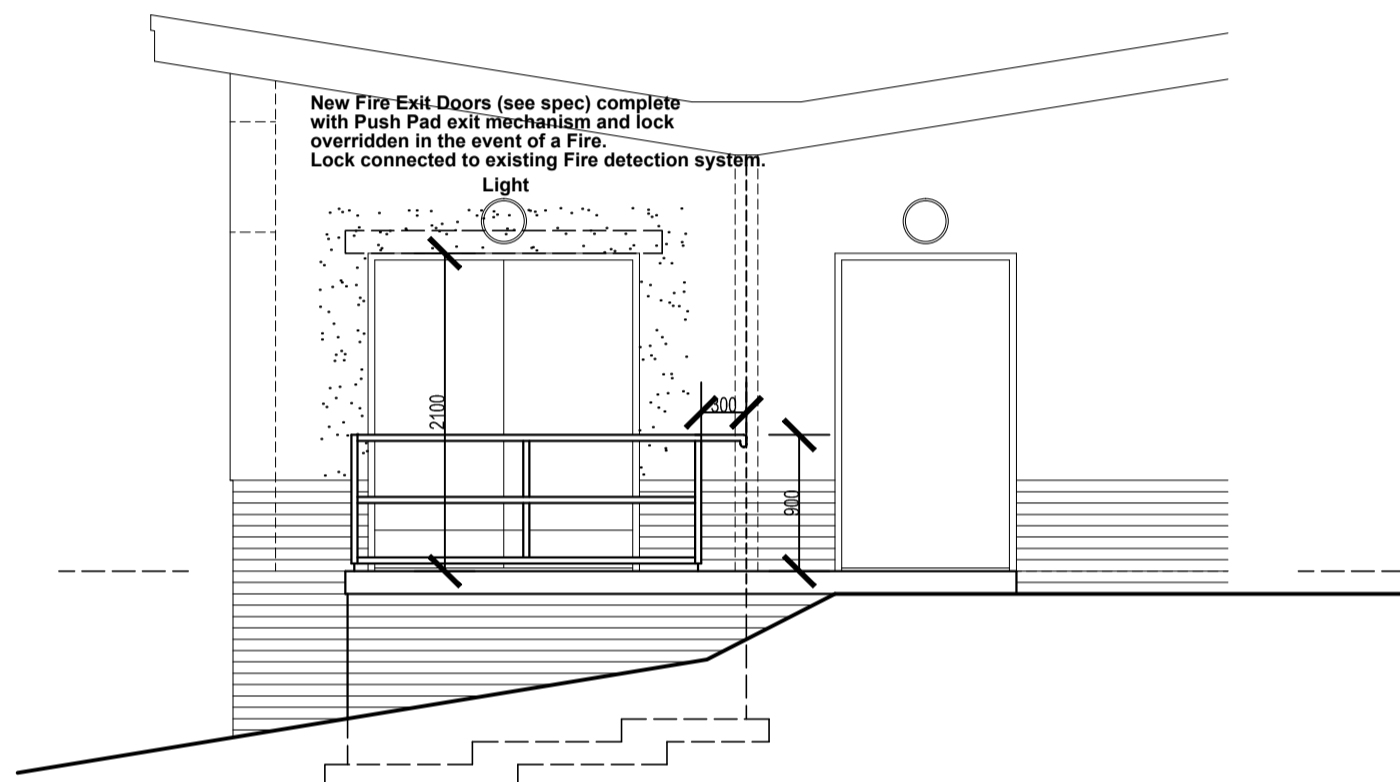 New Fire Exit Doors (see spec) complete
with Push Pad exit mechanism and lock
overridden in the event of a Fire.
Lock connected to existing Fire detection system.
Light
2100
300
900